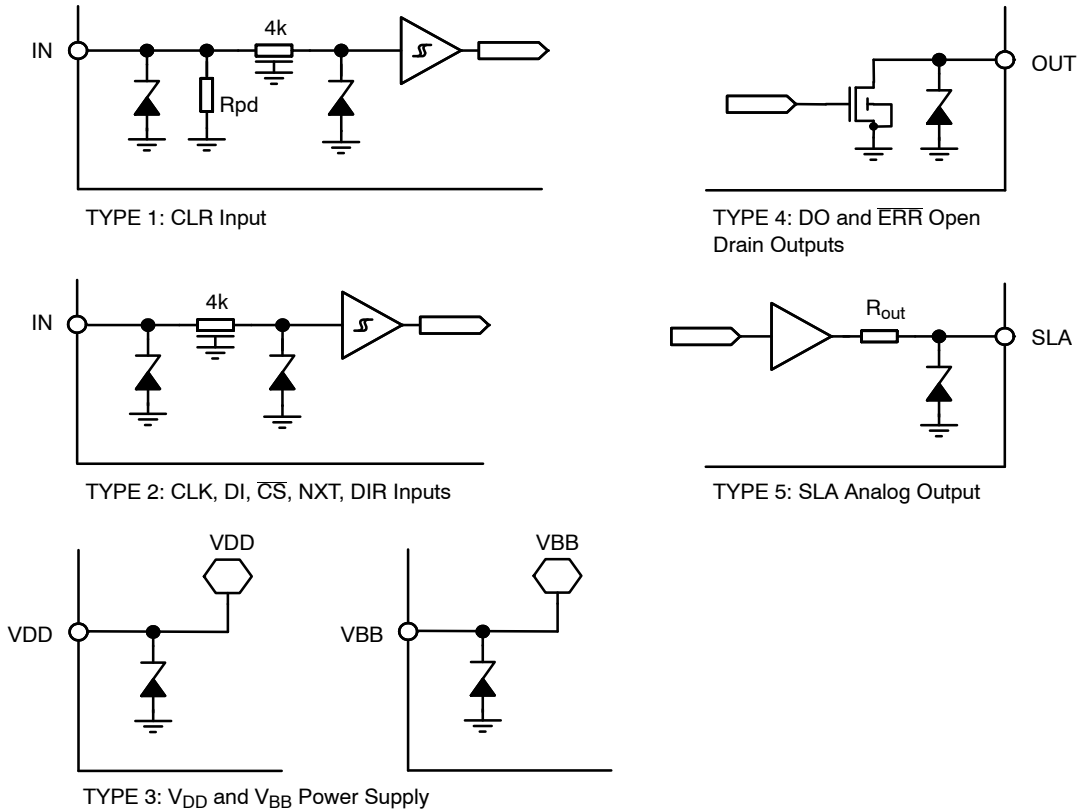 4k
IN
Rpd
TYPE 1: CLR Input
OUT
TYPE 4: DO and E̅R̅R̅ Open
Drain Outputs
4k
IN
TYPE 2: CLK, DI, C̅S̅, NXT, DIR Inputs
Rout
SLA
TYPE 5: SLA Analog Output
VDD
VDD
VBB
VBB
TYPE 3: VDD and VBB Power Supply